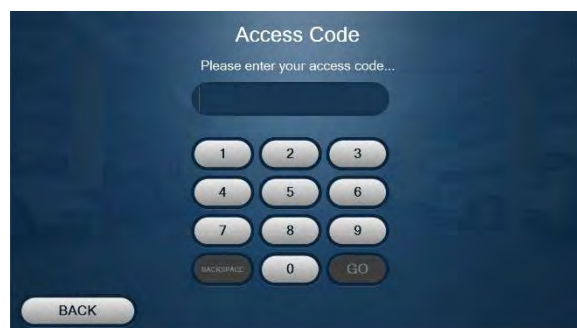 Access Code
Please enter your access code...
1 2 3
4 5 6
7 8 9
BACKSPACE 0 GO
BACK